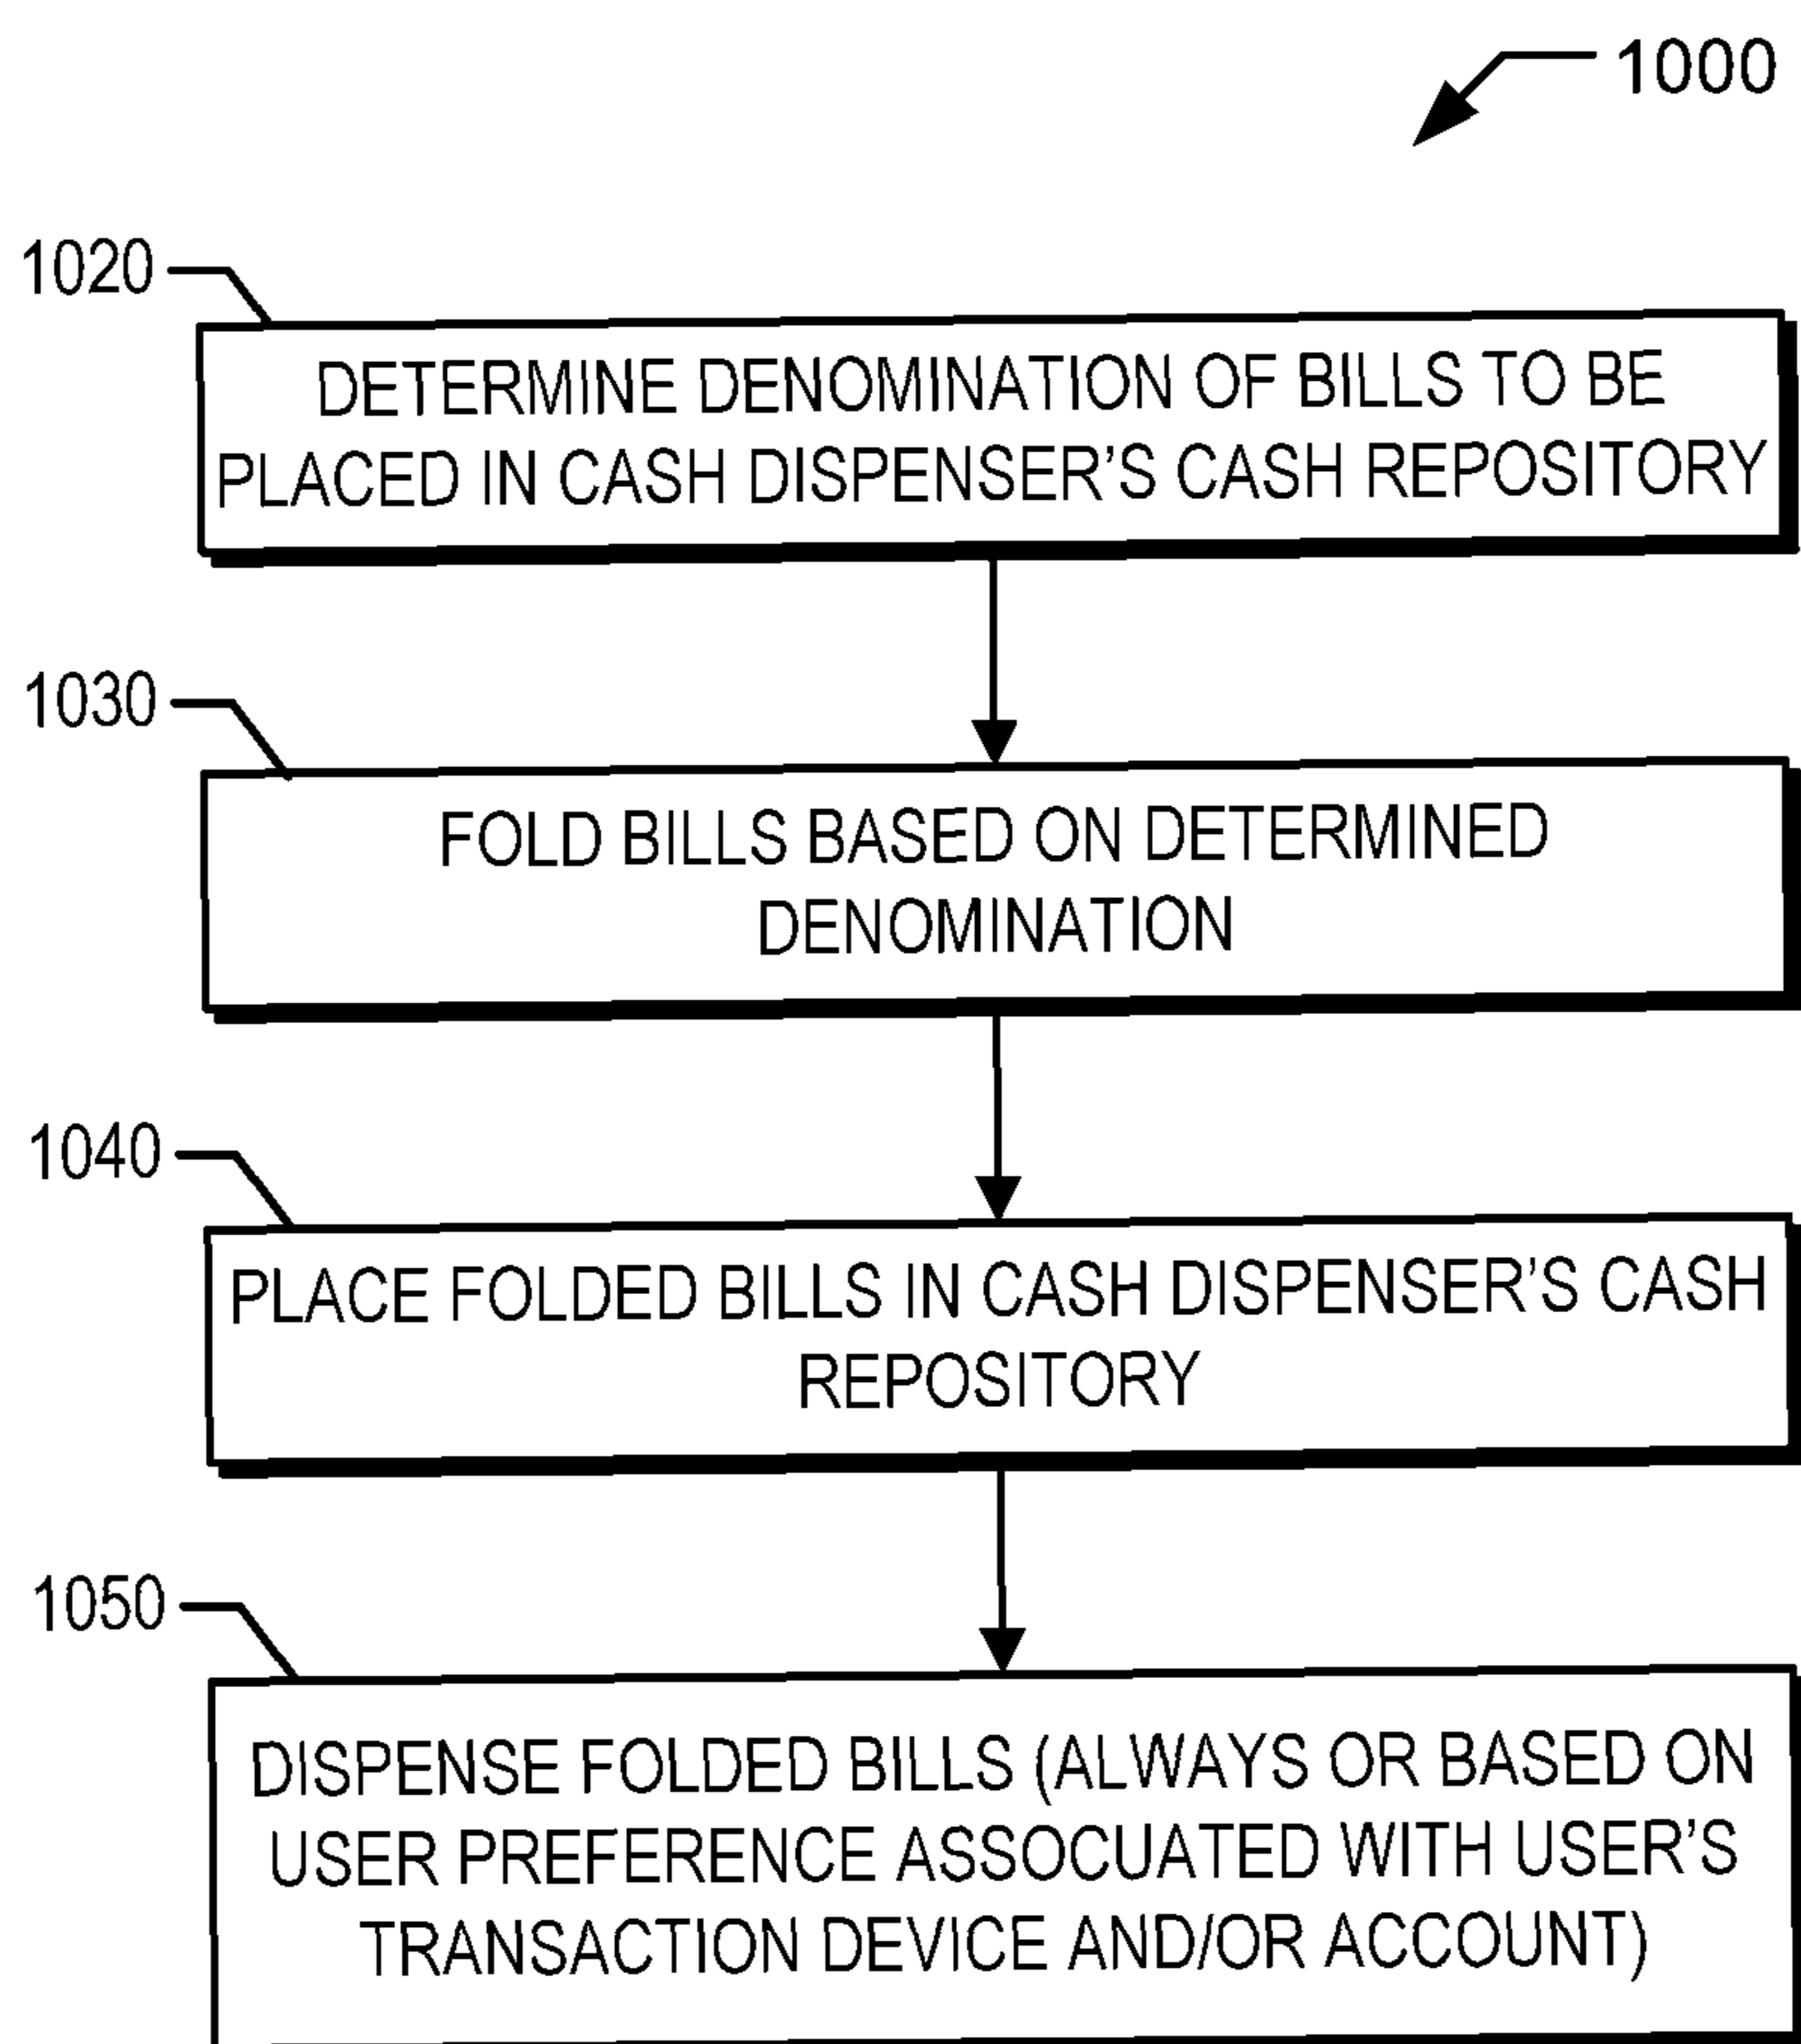 1000
1020
DETERMINE DENOMINATION OF BILLS TO BE
PLACED IN CASH DISPENSER'S CASH REPOSITORY
1030
FOLD BILLS BASED ON DETERMINED
DENOMINATION
1040
PLACE FOLDED BILLS IN CASH DISPENSER'S CASH
REPOSITORY
1050
DISPENSE FOLDED BILLS (ALWAYS OR BASED ON
USER PREFERENCE ASSOCUATED WITH USER'S
TRANSACTION DEVICE AND/OR ACCOUNT)